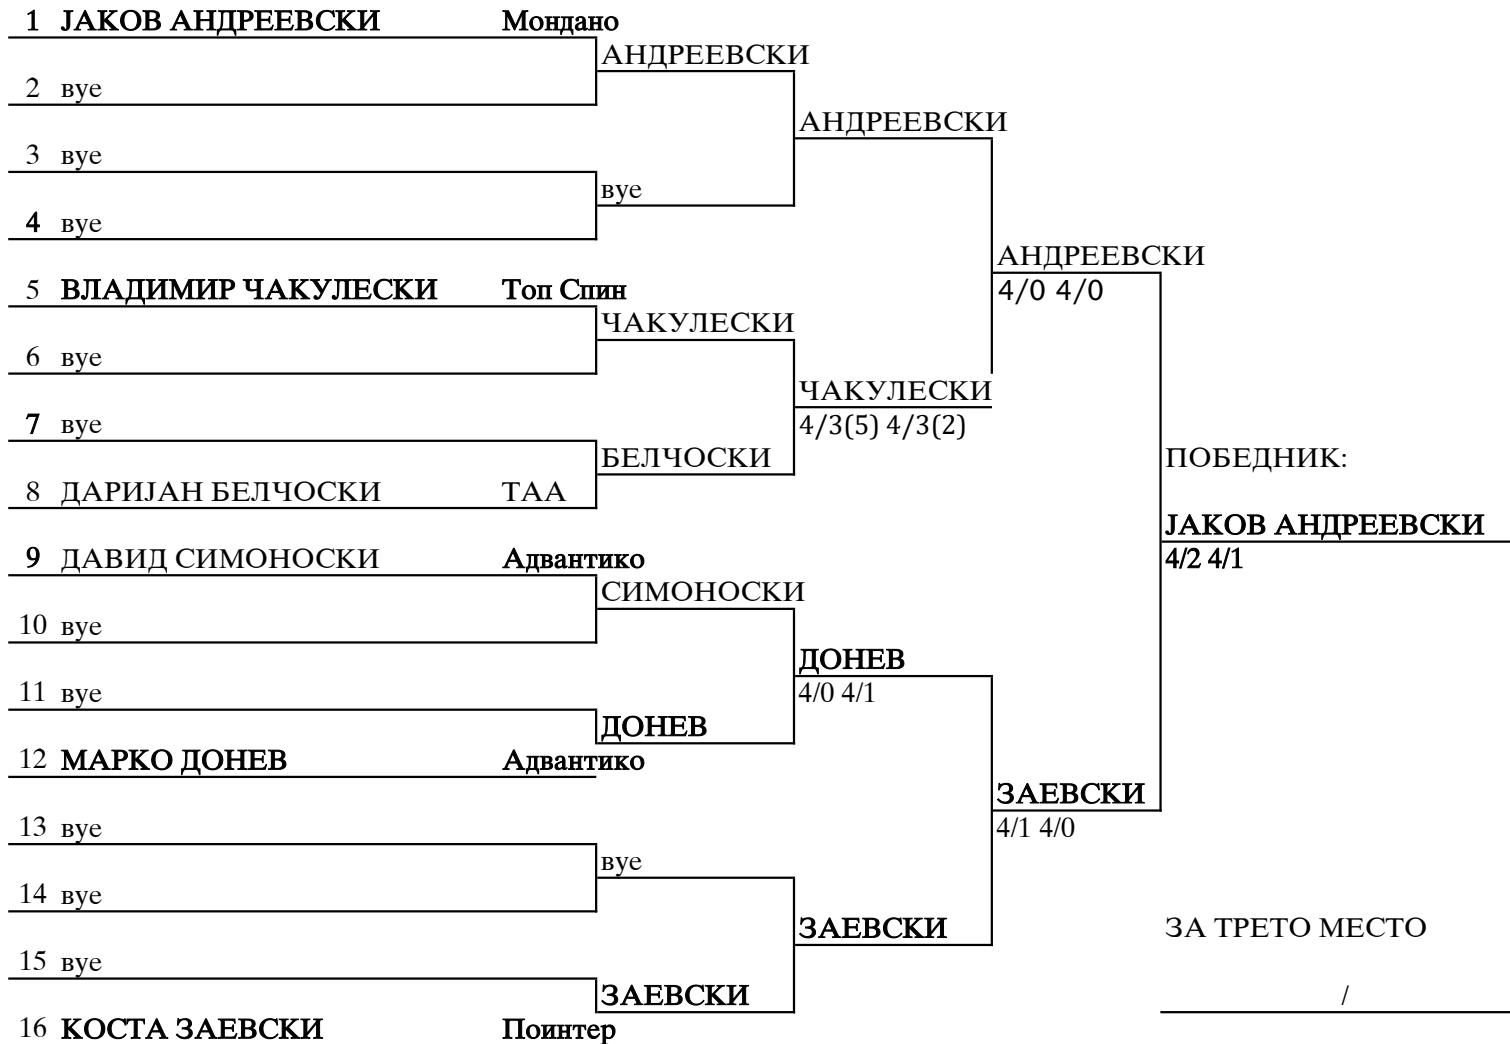 1 ЈАКОВ АНДРЕЕВСКИ Мондано
АНДРЕЕВСКИ
2 вуе
АНДРЕЕВСКИ
3 вуе
вуе
4 вуе
АНДРЕЕВСКИ
5 ВЛАДИМИР ЧАКУЛЕСКИ Топ Спин
4/0 4/0
ЧАКУЛЕСКИ
6 вуе
ЧАКУЛЕСКИ
7 вуе
4/3(5) 4/3(2)
БЕЛЧОСКИ
ПОБЕДНИК:
8 ДАРИЈАН БЕЛЧОСКИ ТАА
ЈАКОВ АНДРЕЕВСКИ
9 ДАВИД СИМОНОСКИ Адвантико
4/2 4/1
СИМОНОСКИ
10 вуе
ДОНЕВ
11 вуе
4/0 4/1
ДОНЕВ
12 МАРКО ДОНЕВ Адвантико
ЗАЕВСКИ
13 вуе
4/1 4/0
вуе
14 вуе
ЗАЕВСКИ
ЗА ТРЕТО МЕСТО
15 вуе
ЗАЕВСКИ
/
16 КОСТА ЗАЕВСКИ Поинтер